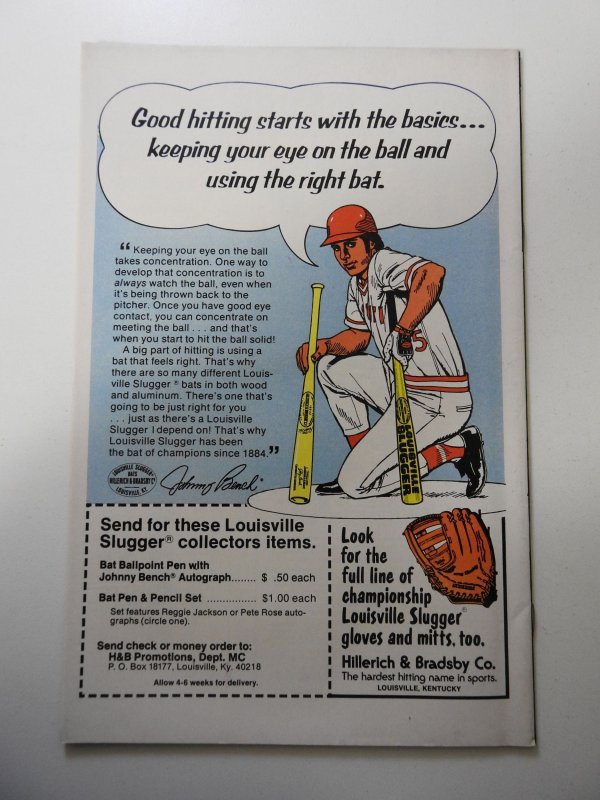 Good hitting starts with the basics...
keeping your eye on the ball and
using the right bat.
“ Keeping your eye on the ball
takes concentration. One way to
develop that concentration is to
always watch the ball, even when
it's being thrown back to the
pitcher. Once you have good eye
contact, you can concentrate on
meeting the ball . . . and that's
when you start to hit the ball solid!
A big part of hitting is using a
bat that feels right. That's why
there are so many different Louis-
ville Slugger ® bats in both wood
and aluminum. There's one that's
going to be just right for you
. . . just as there's a Louisville
Slugger I depend on! That's why
Louisville Slugger has been
the bat of champions since 1884.”
LOUISVILLE SLUGGER
BATS
HILLERICH & BRADSBY Co
LOUISVILLE, KY.
Johnny Bench
5
LOUISVILLE
SLUGGER
Send for these Louisville
Slugger® collectors items.
Bat Ballpoint Pen with
Johnny Bench® Autograph........ $ .50 each
Bat Pen & Pencil Set ................ $1.00 each
Set features Reggie Jackson or Pete Rose auto-
graphs (circle one).
Send check or money order to:
H&B Promotions, Dept. MC
P. O. Box 18177, Louisville, Ky. 40218
Allow 4-6 weeks for delivery.
Look
for the
full line of
championship
Louisville Slugger®
gloves and mitts, too.
Hillerich & Bradsby Co.
The hardest hitting name in sports.
LOUISVILLE, KENTUCKY